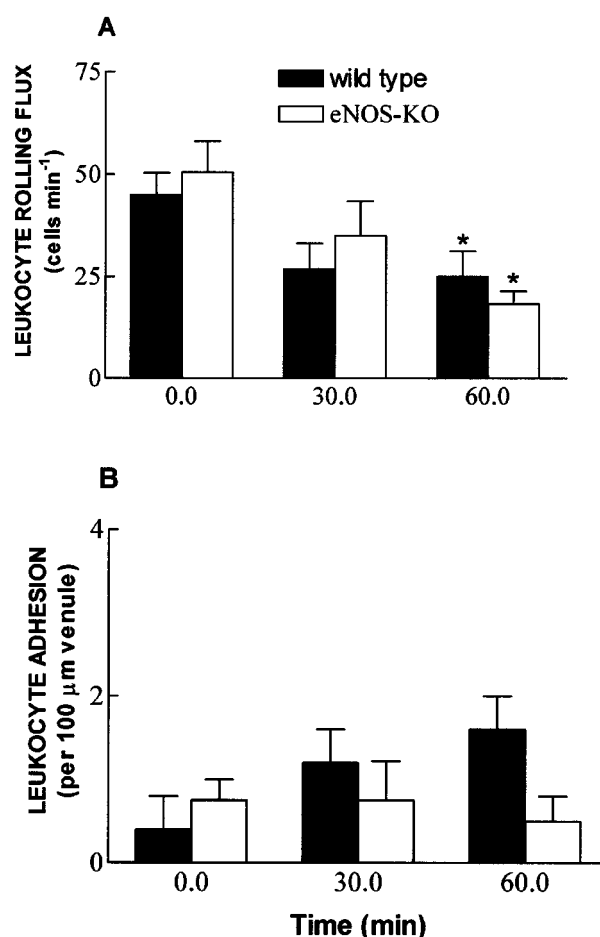 A
LEUKOCYTE ROLLING FLUX
(cells min⁻¹)
75
50
25
0
wild type
eNOS-KO
*
*
0.0 30.0 60.0
B
LEUKOCYTE ADHESION
(per 100 µm venule)
4
2
0
0.0 30.0 60.0
Time (min)